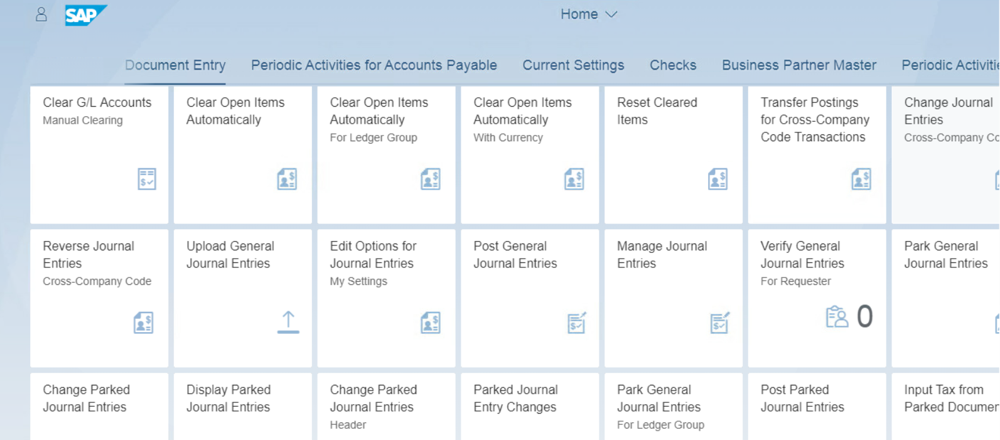 SAP
Home
Document Entry
Periodic Activities for Accounts Payable
Current Settings
Checks
Business Partner Master
Periodic
Clear G/L Accounts
Manual Clearing
Clear Open Items
Automatically
Clear Open Items
Automatically
For Ledger Group
Clear Open Items
Automatically
With Currency
Reset Cleared
Items
Transfer Postings
for Cross-Company
Code Transactions
Change Journal
Entries
Cross-Company
Reverse Journal
Entries
Cross-Company Code
Upload General
Journal Entries
Edit Options for
Journal Entries
My Settings
Post General
Journal Entries
Manage Journal
Entries
Verify General
Journal Entries
For Requester
0
Park General
Journal Entries
Change Parked
Journal Entries
Display Parked
Journal Entries
Change Parked
Journal Entries
Header
Parked Journal
Entry Changes
Park General
Journal Entries
For Ledger Group
Post Parked
Journal Entries
Input Tax from
Parked